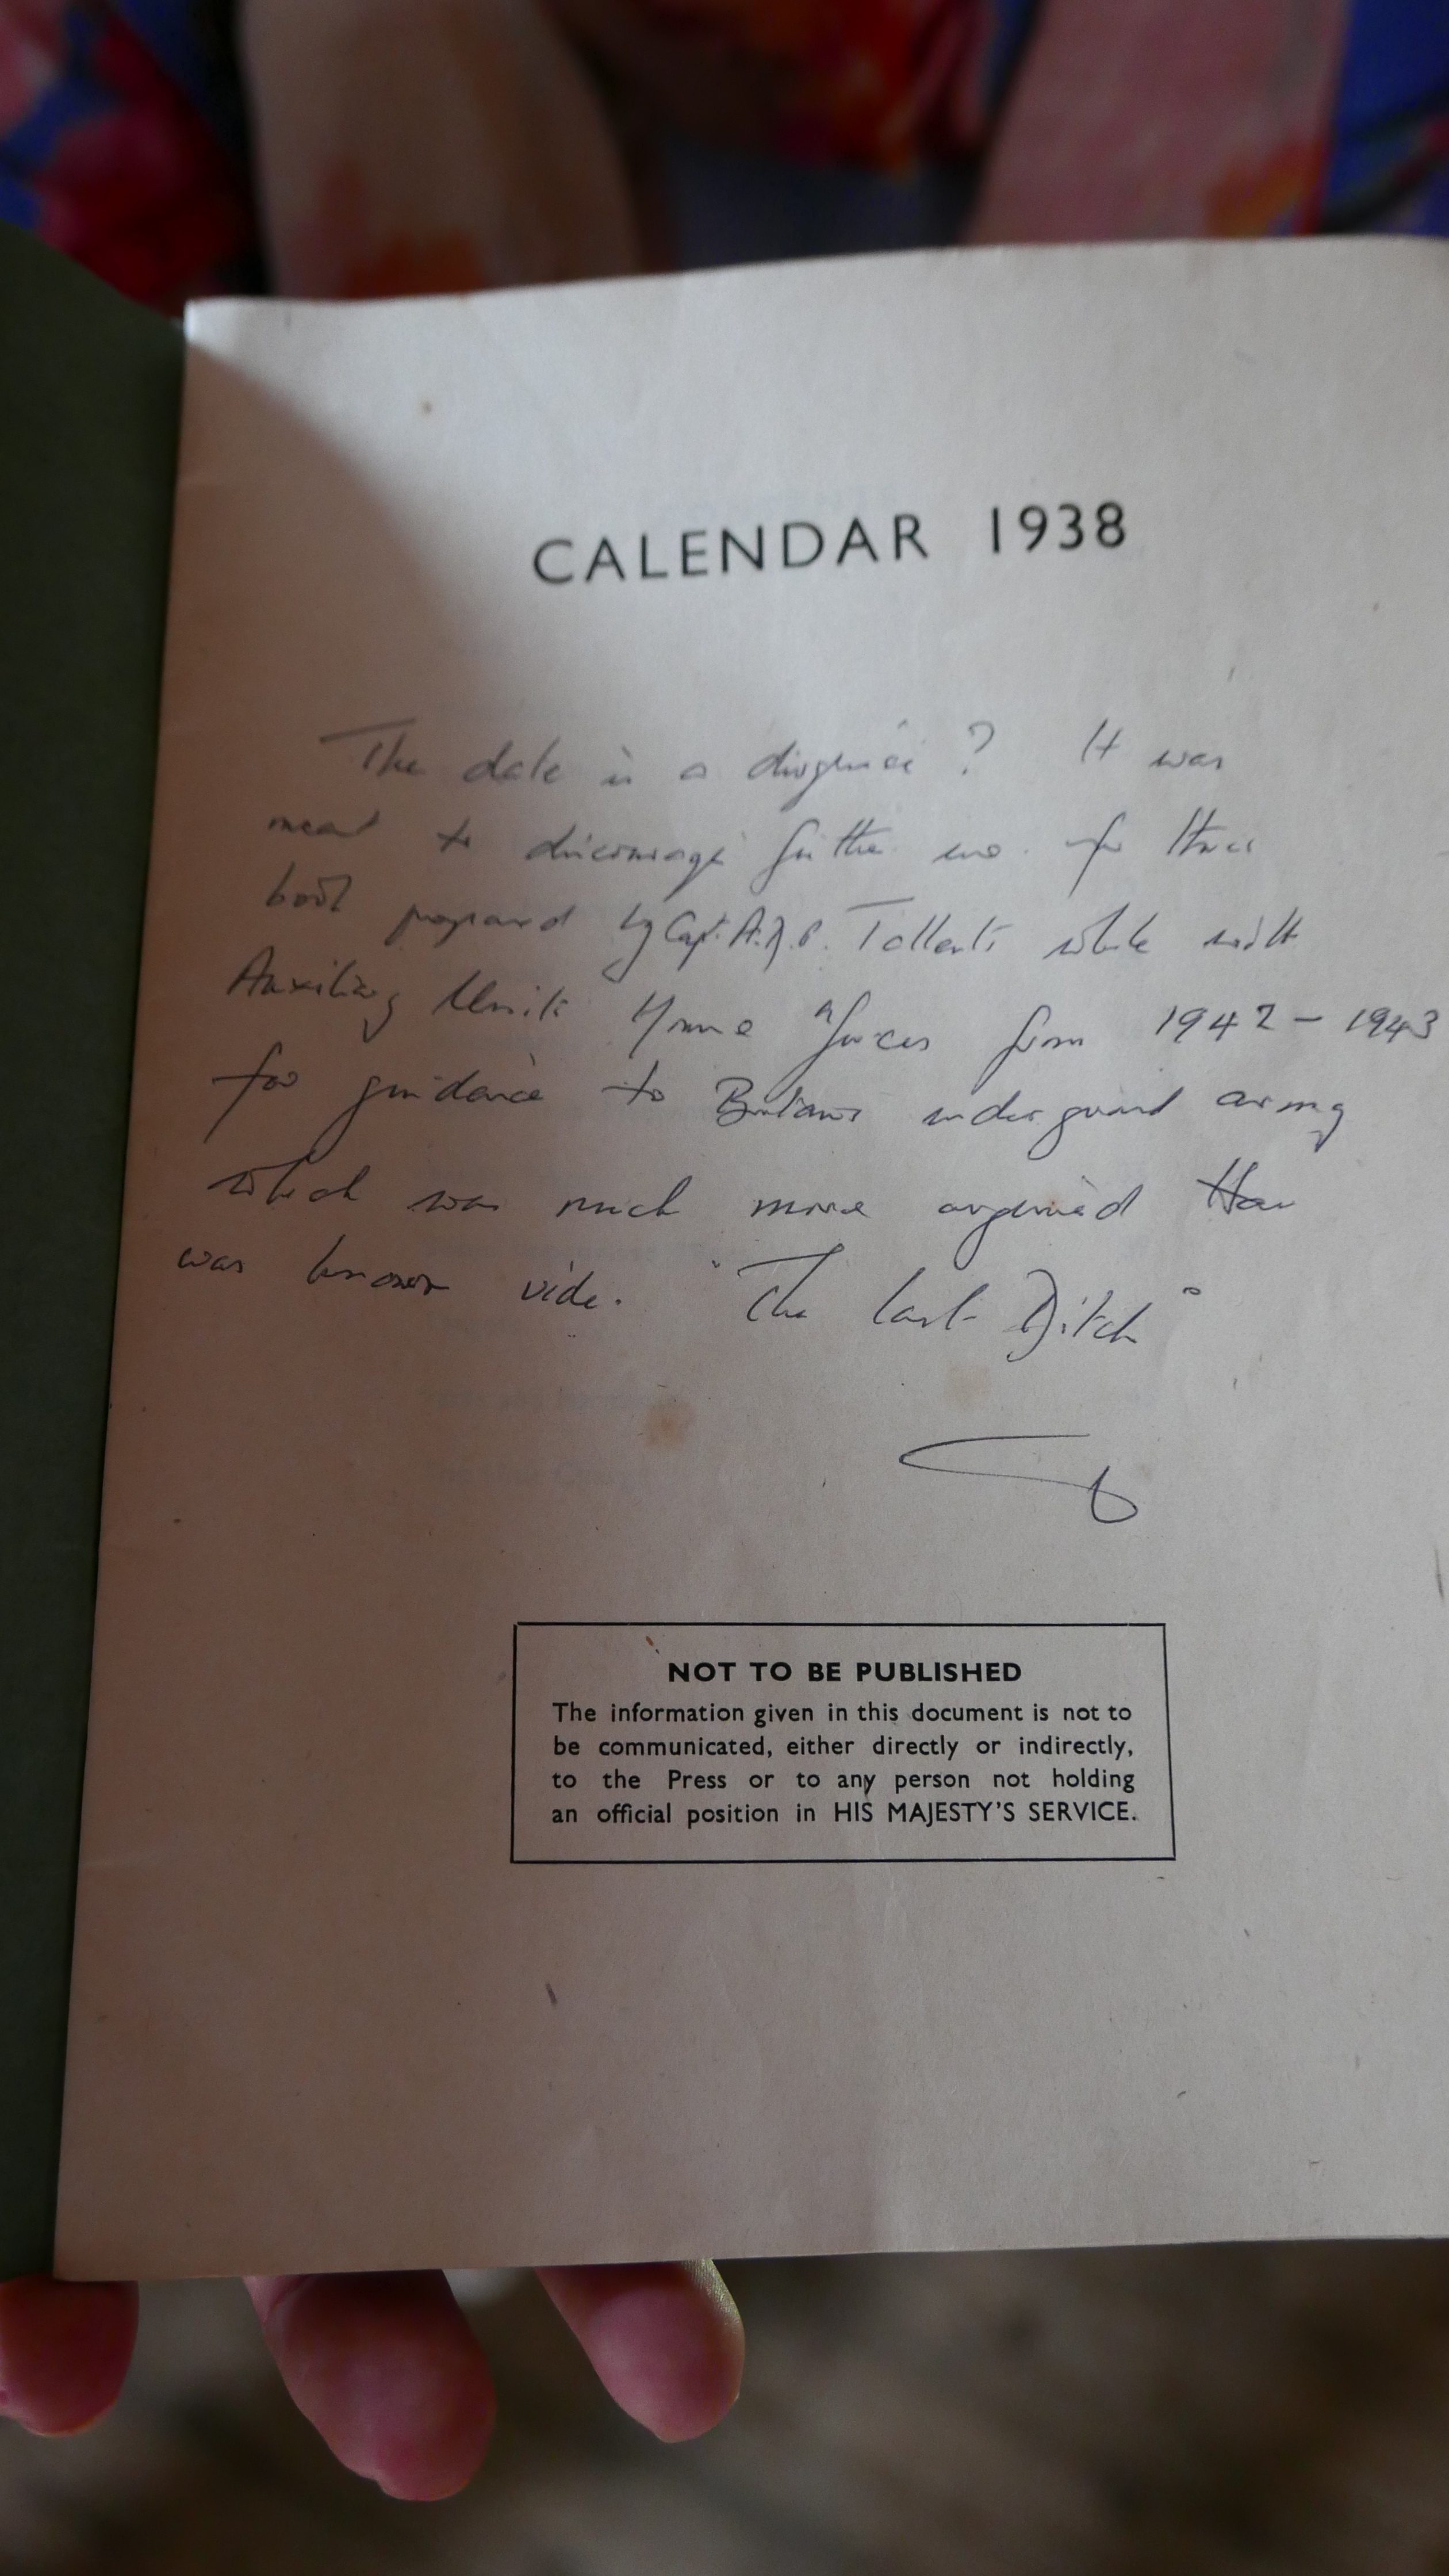 CALENDAR 1938
The date is a disguise? It was
meant to discourage further use. for this
book prepared by Capt. Tollents while with
Auxiliary Units Home Forces from 1942 - 1943
for guidance to Britains underground army
which was much more organised than
was known vide. "The last Ditch"
NOT TO BE PUBLISHED
The information given in this document is not to
be communicated, either directly or indirectly,
to the Press or to any person not holding
an official position in HIS MAJESTY'S SERVICE.